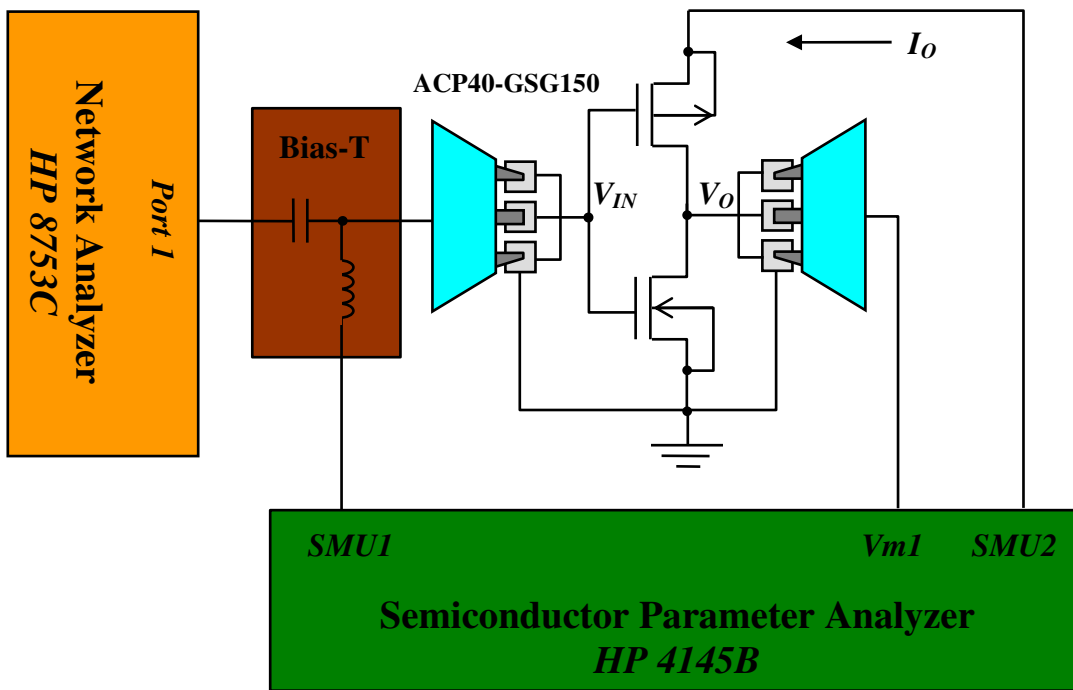 Network Analyzer
HP 8753C
Port 1
Bias-T
ACP40-GSG150
V_IN
V_O
I_O
SMU1
Vm1
SMU2
Semiconductor Parameter Analyzer
HP 4145B